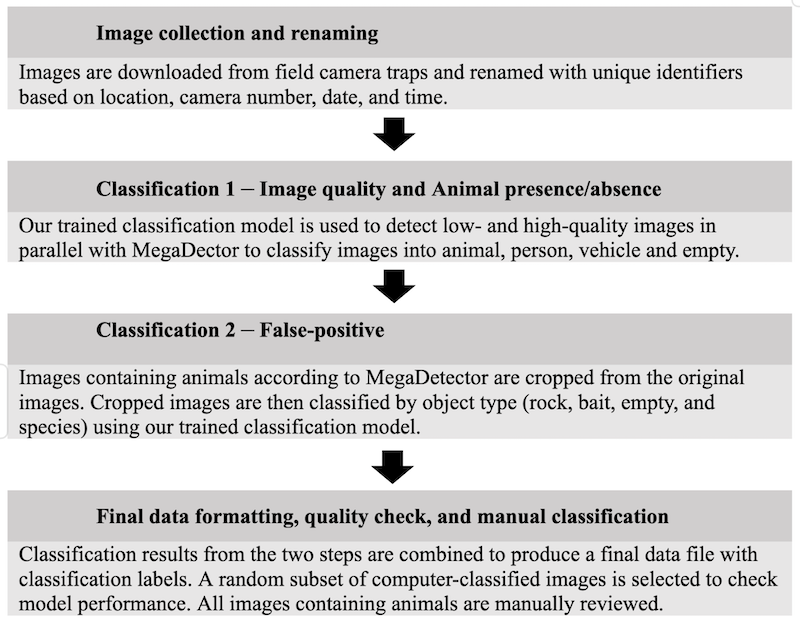 Image collection and renaming
Images are downloaded from field camera traps and renamed with unique identifiers
based on location, camera number, date, and time.
Classification 1 – Image quality and Animal presence/absence
Our trained classification model is used to detect low- and high-quality images in
parallel with MegaDector to classify images into animal, person, vehicle and empty.
Classification 2 – False-positive
Images containing animals according to MegaDetector are cropped from the original
images. Cropped images are then classified by object type (rock, bait, empty, and
species) using our trained classification model.
Final data formatting, quality check, and manual classification
Classification results from the two steps are combined to produce a final data file with
classification labels. A random subset of computer-classified images is selected to check
model performance. All images containing animals are manually reviewed.